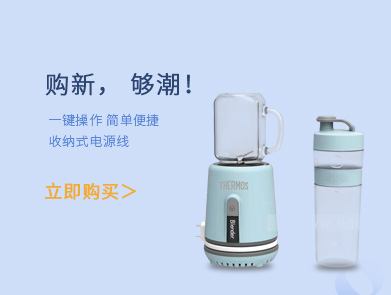 购新， 够潮！
一键操作 简单便捷
收纳式电源线
立即购买＞
THERMOS
Blender